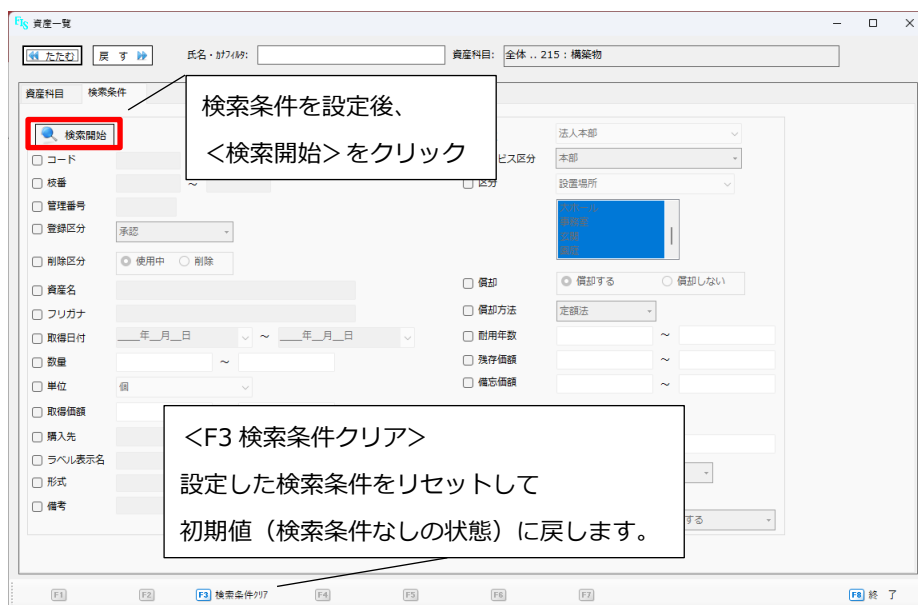 FIS 資産一覧
たたむ 戻す 氏名・カナフィルタ: 資産科目: 全体 .. 215：構築物
資産科目 検索条件
検索条件を設定後、
＜検索開始＞をクリック
検索開始
法人本部
コード ビス区分 本部
枝番 ～ 区分 設置場所
管理番号
登録区分 承認
削除区分 使用中 削除
償却 償却する 償却しない
資産名
フリガナ 償却方法 定額法
取得日付 ____年__月__日 ～ ____年__月__日 耐用年数 ～
数量 ～ 残存価額 ～
単位 個 備忘価額 ～
取得価額
購入先
ラベル表示名
形式
備考
する
＜F3 検索条件クリア＞
設定した検索条件をリセットして
初期値（検索条件なしの状態）に戻します。
F1 F2 F3 検索条件クリア F4 F5 F6 F7 F8 終 了